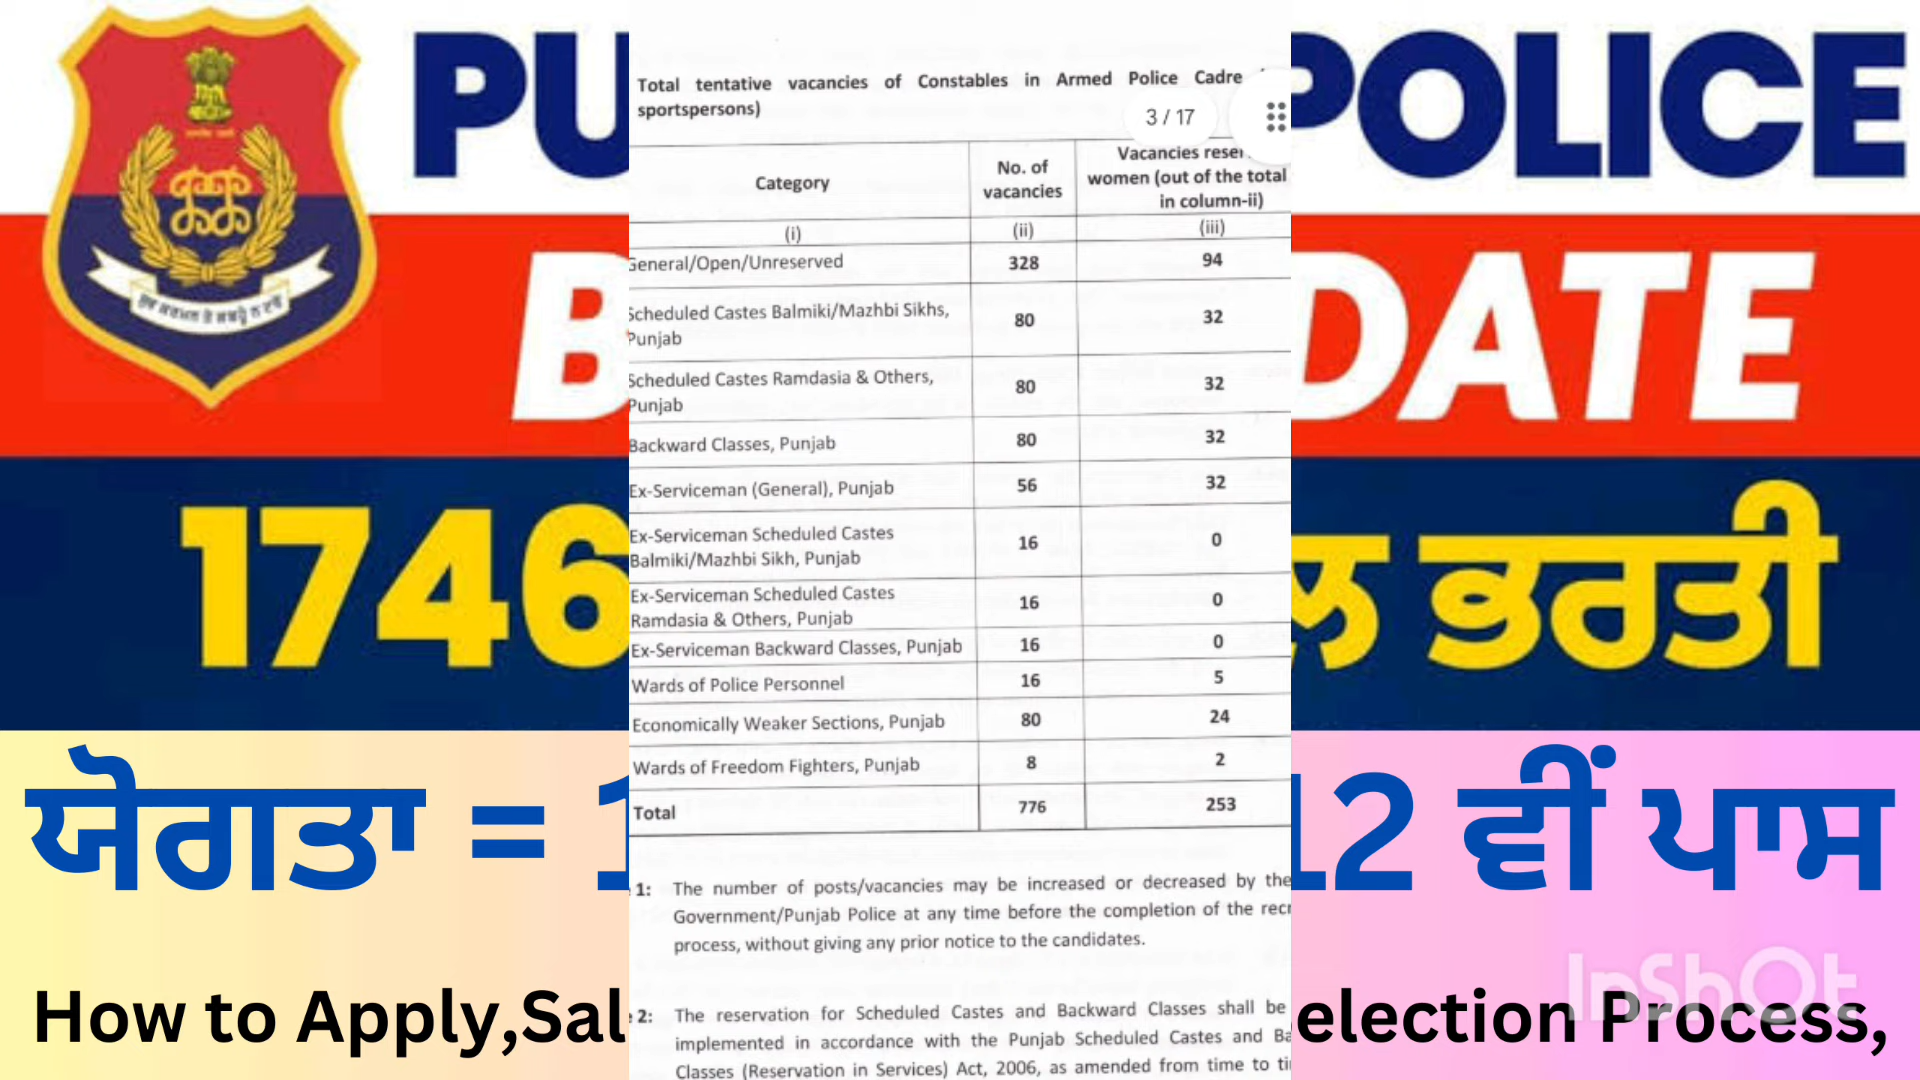 PU
POLICE
B
DATE
1746
ਲ ਭਰਤੀ
ਯੋਗਤਾ = 1
12 ਵੀਂ ਪਾਸ
How to Apply,Sal
election Process,
InShOt
3 / 17
Total tentative vacancies of Constables in Armed Police Cadre
sportspersons)
Category No. of vacancies Vacancies reser women (out of the total in column-ii)
(i) (ii) (iii)
General/Open/Unreserved 328 94
Scheduled Castes Balmiki/Mazhbi Sikhs, Punjab 80 32
Scheduled Castes Ramdasia & Others, Punjab 80 32
Backward Classes, Punjab 80 32
Ex-Serviceman (General), Punjab 56 32
Ex-Serviceman Scheduled Castes Balmiki/Mazhbi Sikh, Punjab 16 0
Ex-Serviceman Scheduled Castes Ramdasia & Others, Punjab 16 0
Ex-Serviceman Backward Classes, Punjab 16 0
Wards of Police Personnel 16 5
Economically Weaker Sections, Punjab 80 24
Wards of Freedom Fighters, Punjab 8 2
Total 776 253
1: The number of posts/vacancies may be increased or decreased by the
Government/Punjab Police at any time before the completion of the recr
process, without giving any prior notice to the candidates.
2: The reservation for Scheduled Castes and Backward Classes shall be
implemented in accordance with the Punjab Scheduled Castes and Ba
Classes (Reservation in Services) Act, 2006, as amended from time to ti